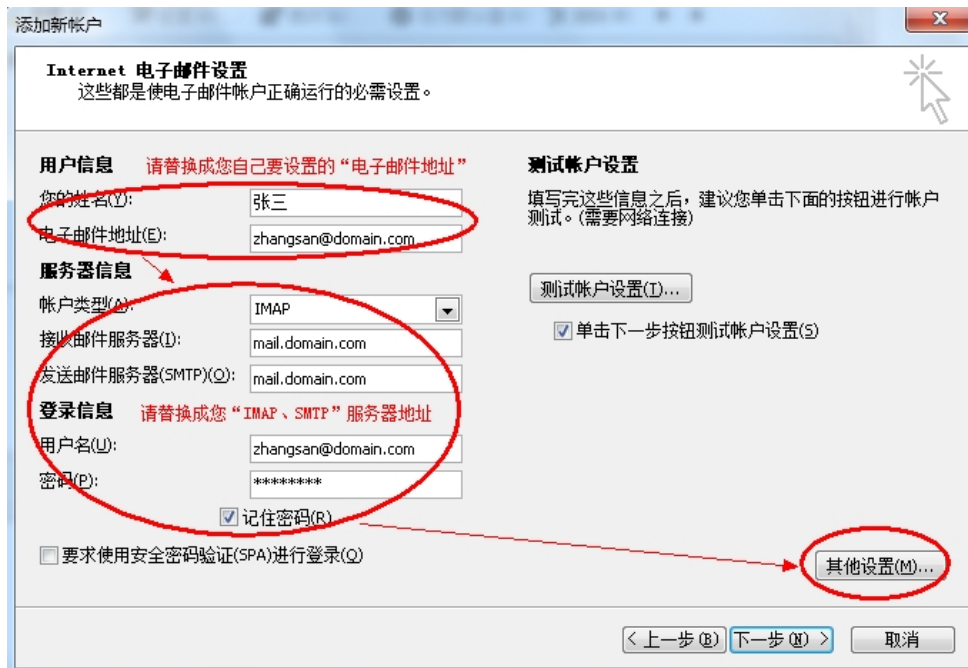 添加新帐户
Internet 电子邮件设置
这些都是使电子邮件帐户正确运行的必需设置。
用户信息 请替换成您自己要设置的“电子邮件地址”
您的姓名(Y): 张三
电子邮件地址(E): zhangsan@domain.com
服务器信息
帐户类型(A): IMAP
接收邮件服务器(I): mail.domain.com
发送邮件服务器(SMTP)(O): mail.domain.com
登录信息 请替换成您“IMAP、SMTP”服务器地址
用户名(U): zhangsan@domain.com
密码(P): ********
记住密码(R)
要求使用安全密码验证(SPA)进行登录(Q)
测试帐户设置
填写完这些信息之后，建议您单击下面的按钮进行帐户
测试。(需要网络连接)
测试帐户设置(T)...
单击下一步按钮测试帐户设置(S)
其他设置(M)...
< 上一步(B) 下一步(N) > 取消